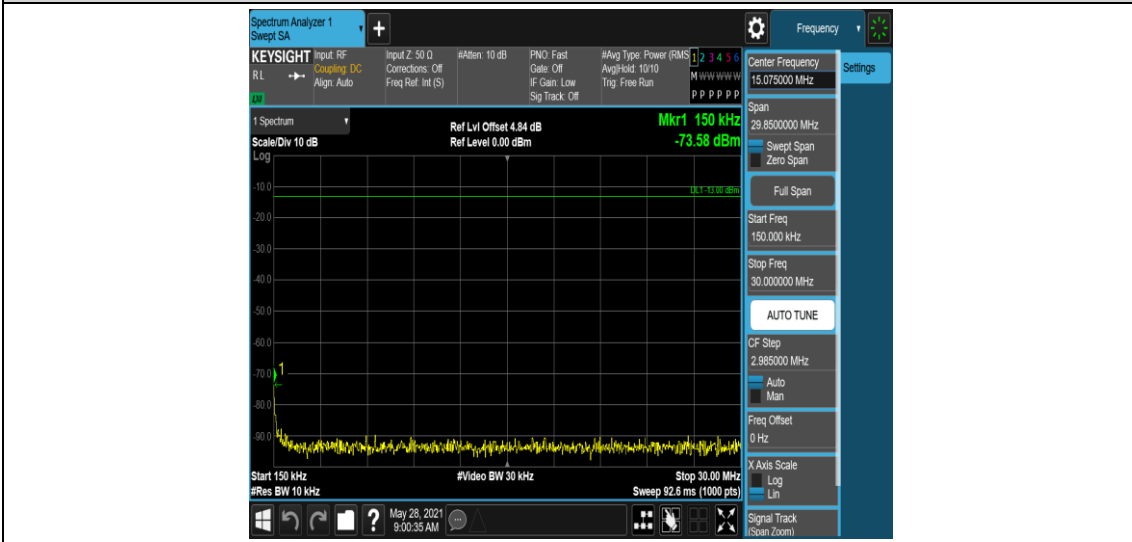 Spectrum Analyzer 1
Swept SA
+
Frequency
KEYSIGHT
RL
LXI
Input: RF
Coupling: DC
Align: Auto
Input Z: 50 Ω
Corrections: Off
Freq Ref: Int (S)
#Atten: 10 dB
PNO: Fast
Gate: Off
IF Gain: Low
Sig Track: Off
#Avg Type: Power (RMS
Avg|Hold: 10/10
Trig: Free Run
1 2 3 4 5 6
M W W W W W
P P P P P P
1 Spectrum
Scale/Div 10 dB
Log
Ref Lvl Offset 4.84 dB
Ref Level 0.00 dBm
Mkr1 150 kHz
-73.58 dBm
DL1 -13.00 dBm
-10.0
-20.0
-30.0
-40.0
-50.0
-60.0
-70.0
-80.0
-90.0
1
Start 150 kHz
#Res BW 10 kHz
#Video BW 30 kHz
Stop 30.00 MHz
Sweep 92.6 ms (1000 pts)
?
May 28, 2021
9:00:35 AM
Center Frequency
15.075000 MHz
Span
29.8500000 MHz
Swept Span
Zero Span
Full Span
Start Freq
150.000 kHz
Stop Freq
30.000000 MHz
AUTO TUNE
CF Step
2.985000 MHz
Auto
Man
Freq Offset
0 Hz
X Axis Scale
Log
Lin
Signal Track
(Span Zoom)
Settings